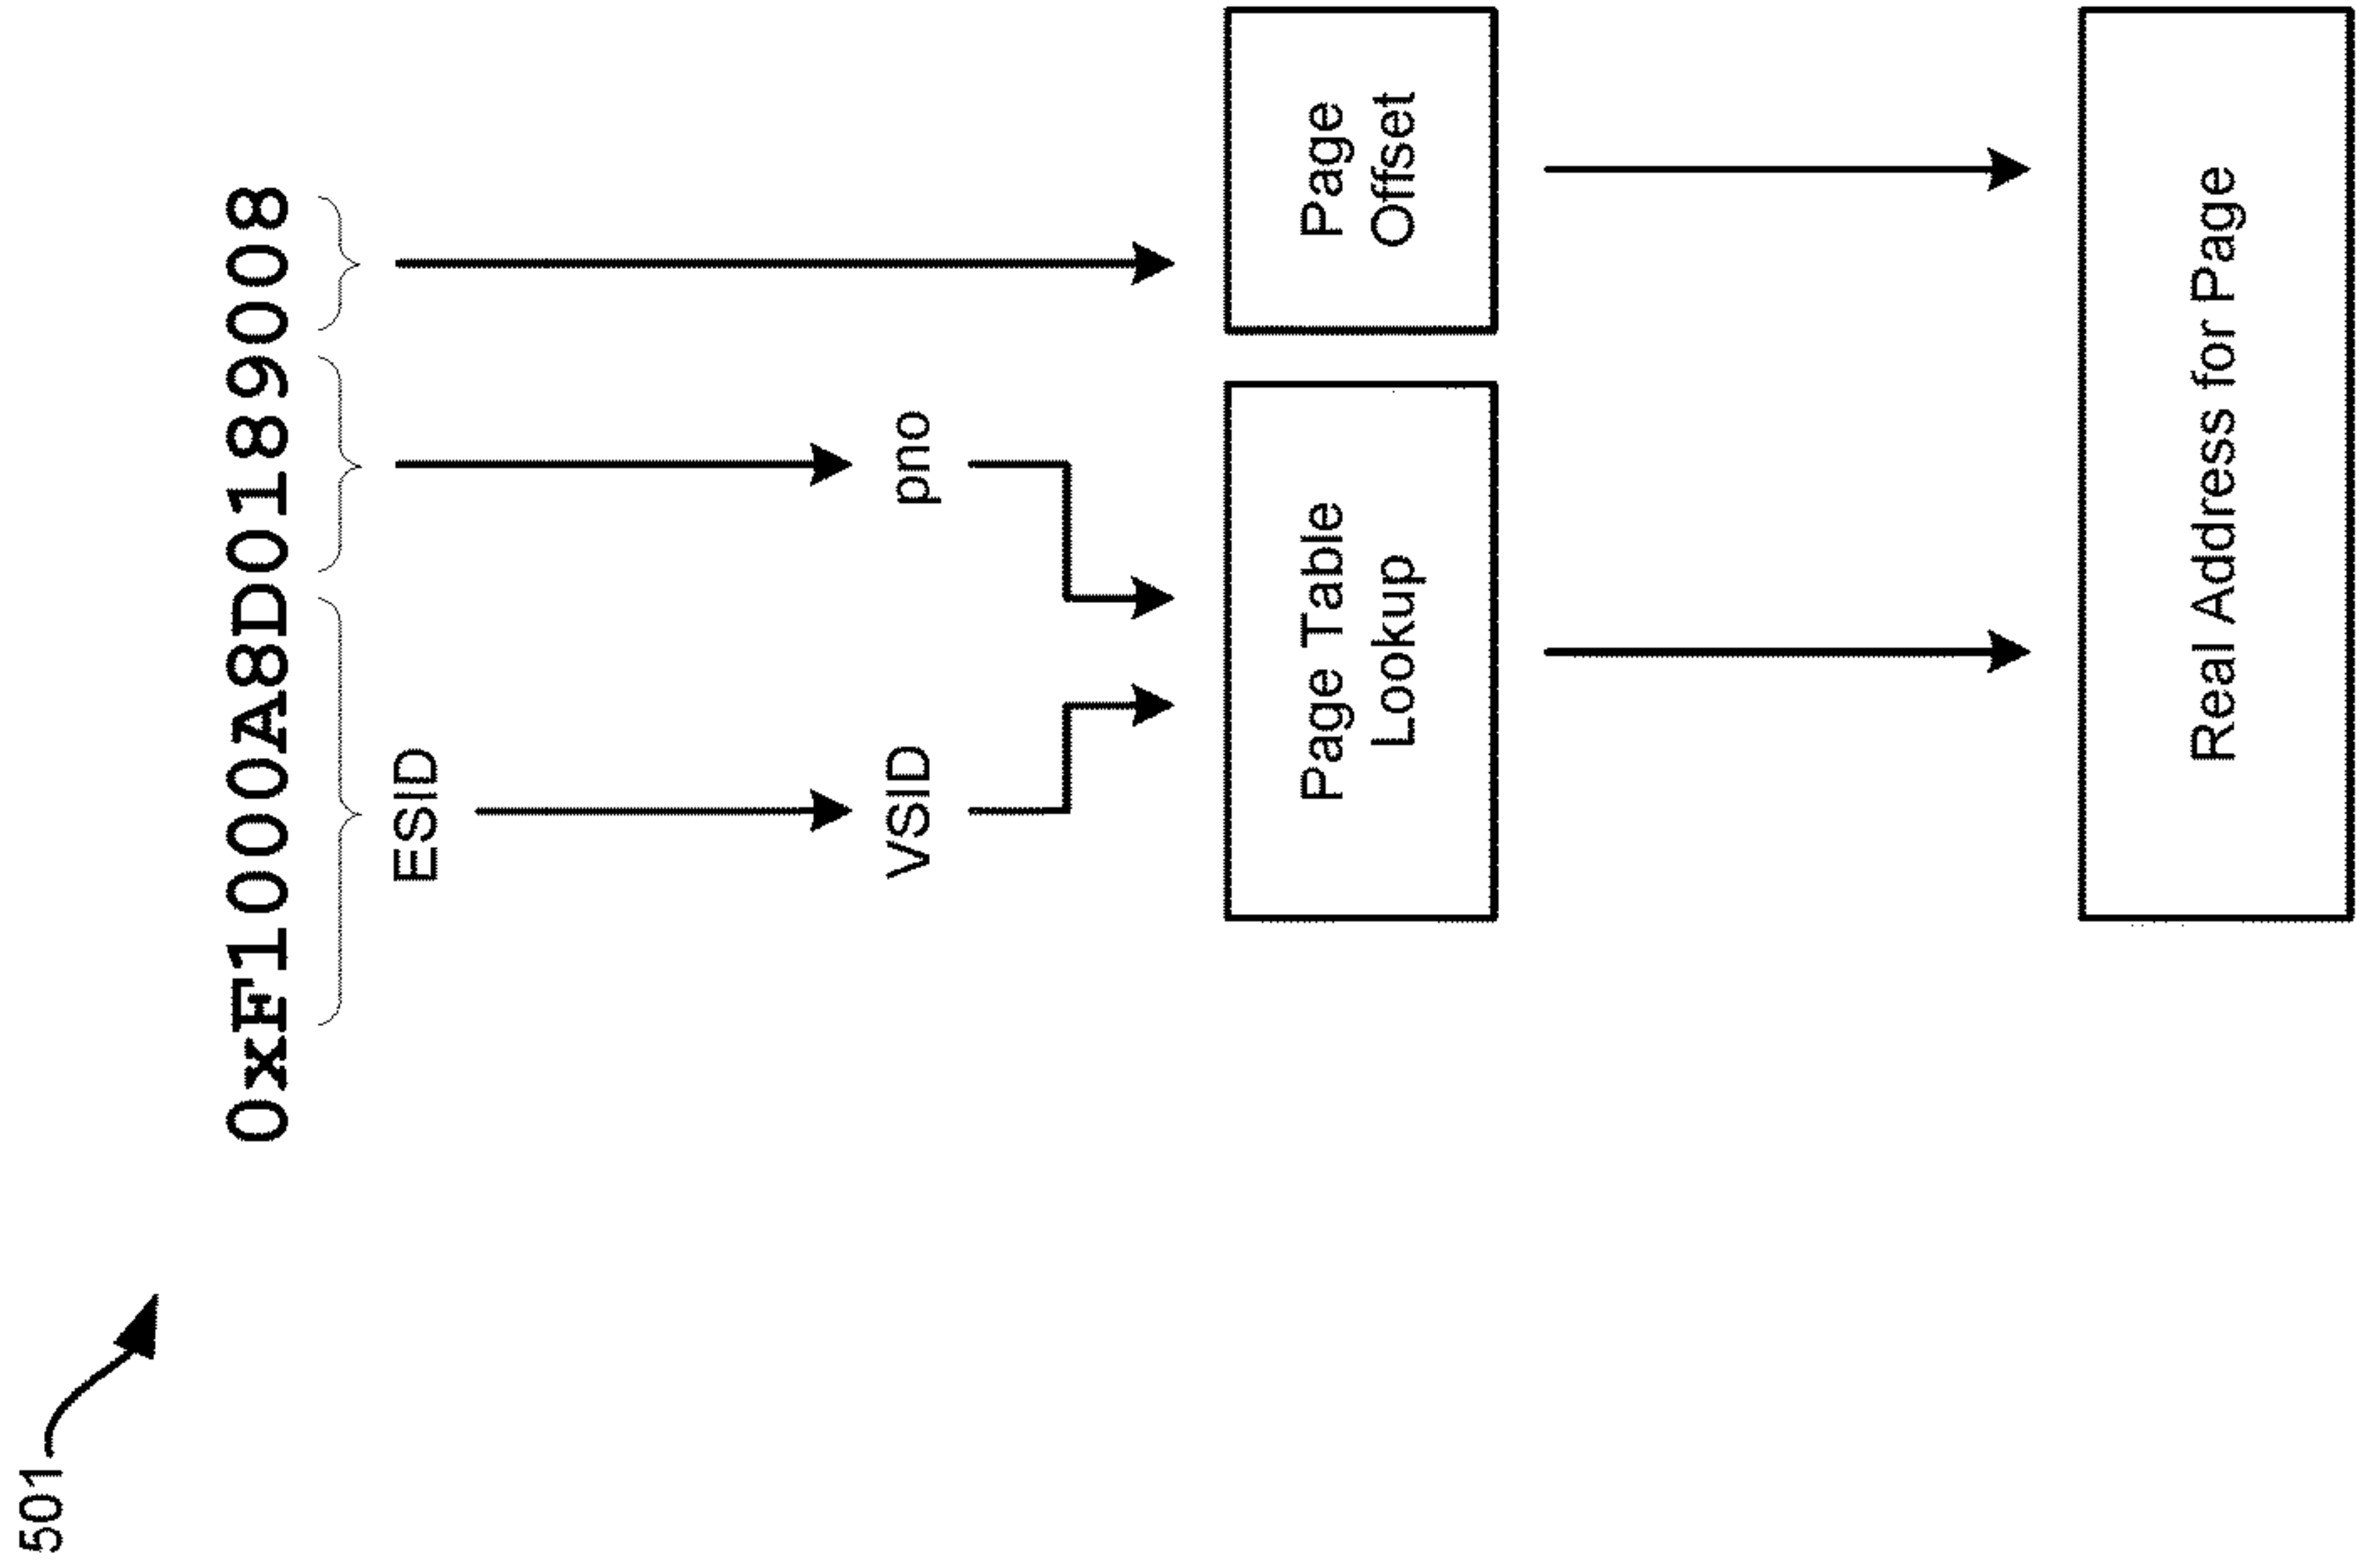 501
0xF1000A8D0189008
ESID
VSID
pno
Page Table
Lookup
Page
Offset
Real Address for Page